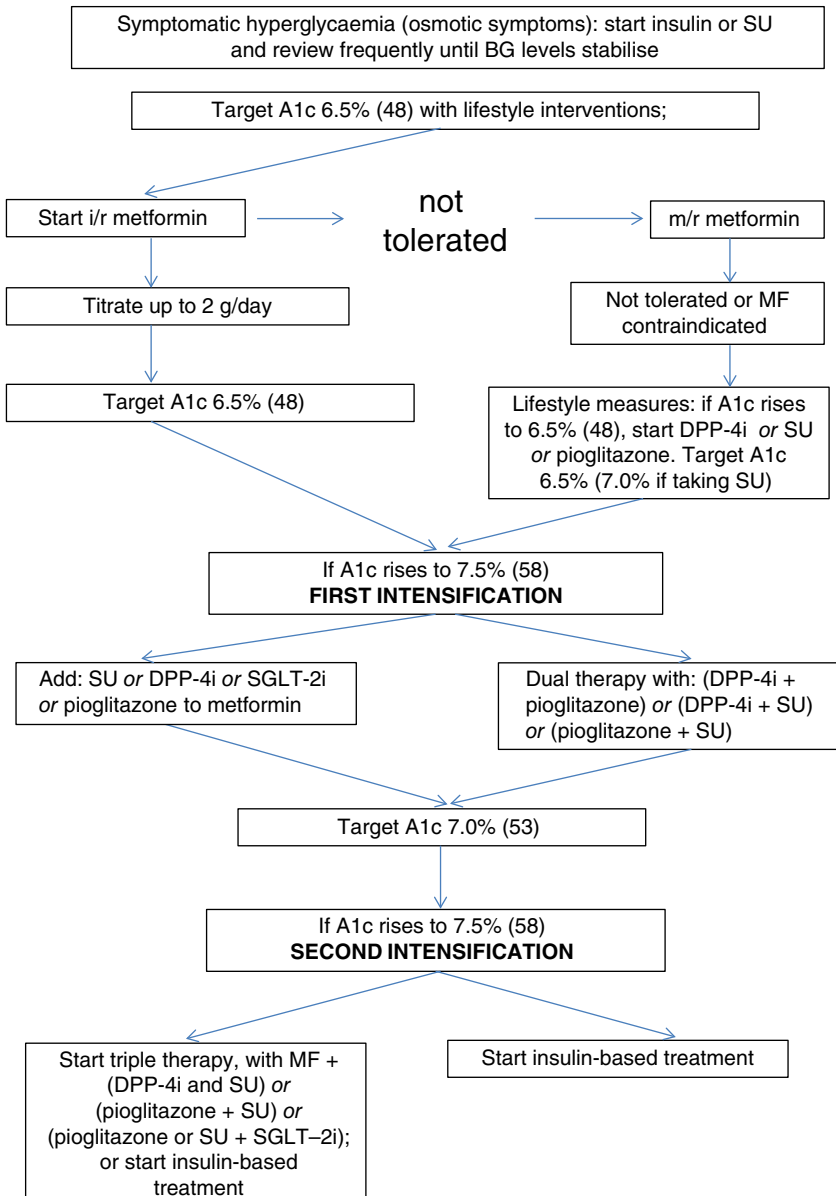 Symptomatic hyperglycaemia (osmotic symptoms): start insulin or SU
and review frequently until BG levels stabilise
Target A1c 6.5% (48) with lifestyle interventions;
Start i/r metformin
not
tolerated
m/r metformin
Titrate up to 2 g/day
Not tolerated or MF
contraindicated
Target A1c 6.5% (48)
Lifestyle measures: if A1c rises
to 6.5% (48), start DPP-4i or SU
or pioglitazone. Target A1c
6.5% (7.0% if taking SU)
If A1c rises to 7.5% (58)
FIRST INTENSIFICATION
Add: SU or DPP-4i or SGLT-2i
or pioglitazone to metformin
Dual therapy with: (DPP-4i +
pioglitazone) or (DPP-4i + SU)
or (pioglitazone + SU)
Target A1c 7.0% (53)
If A1c rises to 7.5% (58)
SECOND INTENSIFICATION
Start triple therapy, with MF +
(DPP-4i and SU) or
(pioglitazone + SU) or
(pioglitazone or SU + SGLT–2i);
or start insulin-based
treatment
Start insulin-based treatment